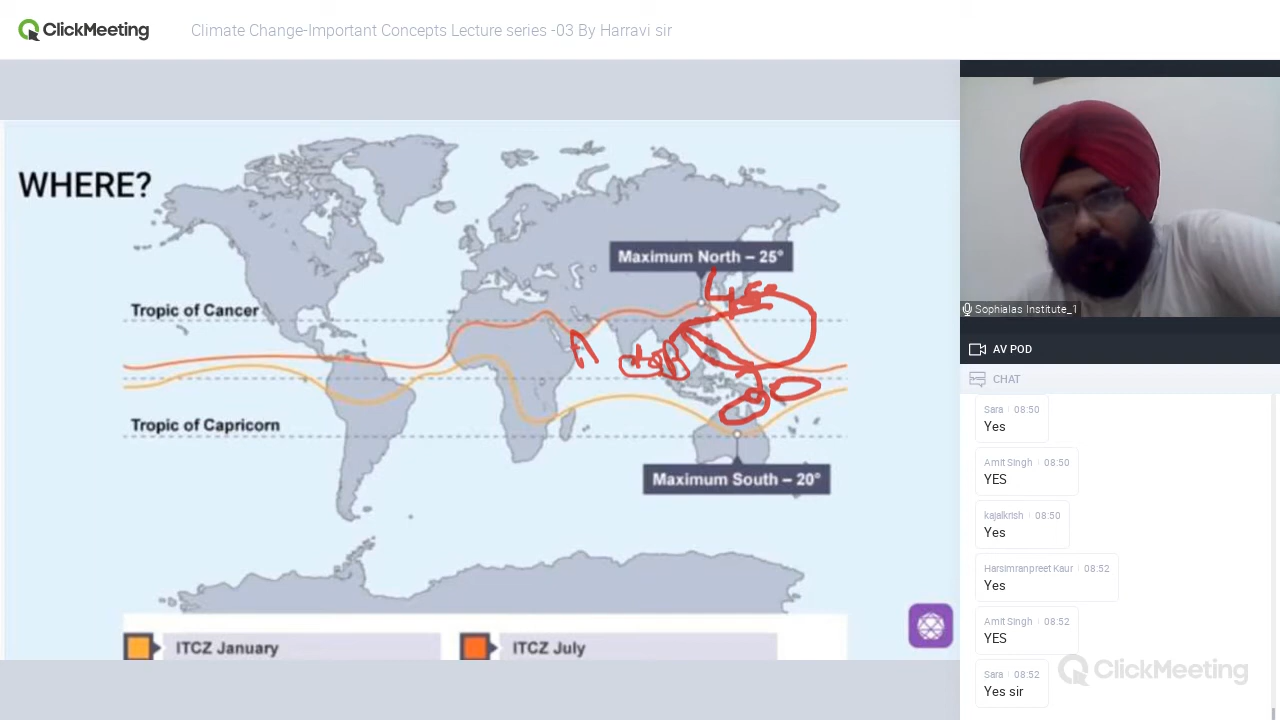 ClickMeeting
Climate Change-Important Concepts Lecture series -03 By Harravi sir
WHERE?
Maximum North – 25°
Tropic of Cancer
Tropic of Capricorn
Maximum South – 20°
ITCZ January
ITCZ July
Sophialas Institute_1
AV POD
CHAT
Sara 08:50
Yes
Amit Singh 08:50
YES
kajalkrish 08:50
Yes
Harsimranpreet Kaur 08:52
Yes
Amit Singh 08:52
YES
Sara 08:52
Yes sir
ClickMeeting